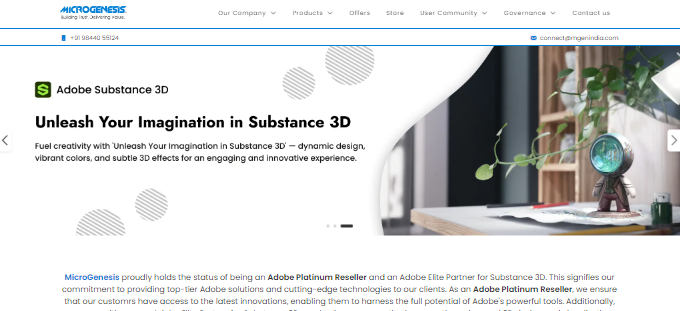 MICROGENESIS
Building Trust. Delivering Value.
Our Company Products Offers Store User Community Governance Contact us
+91 98440 55124 connect@mgenindia.com
Adobe Substance 3D
Unleash Your Imagination in Substance 3D
Fuel creativity with 'Unleash Your Imagination in Substance 3D' — dynamic design,
vibrant colors, and subtle 3D effects for an engaging and innovative experience.
MicroGenesis proudly holds the status of being an Adobe Platinum Reseller and an Adobe Elite Partner for Substance 3D. This signifies our
commitment to providing top-tier Adobe solutions and cutting-edge technologies to our clients. As an Adobe Platinum Reseller, we ensure
that our customrs have access to the latest innovations, enabling them to harness the full potential of Adobe's powerful tools. Additionally,